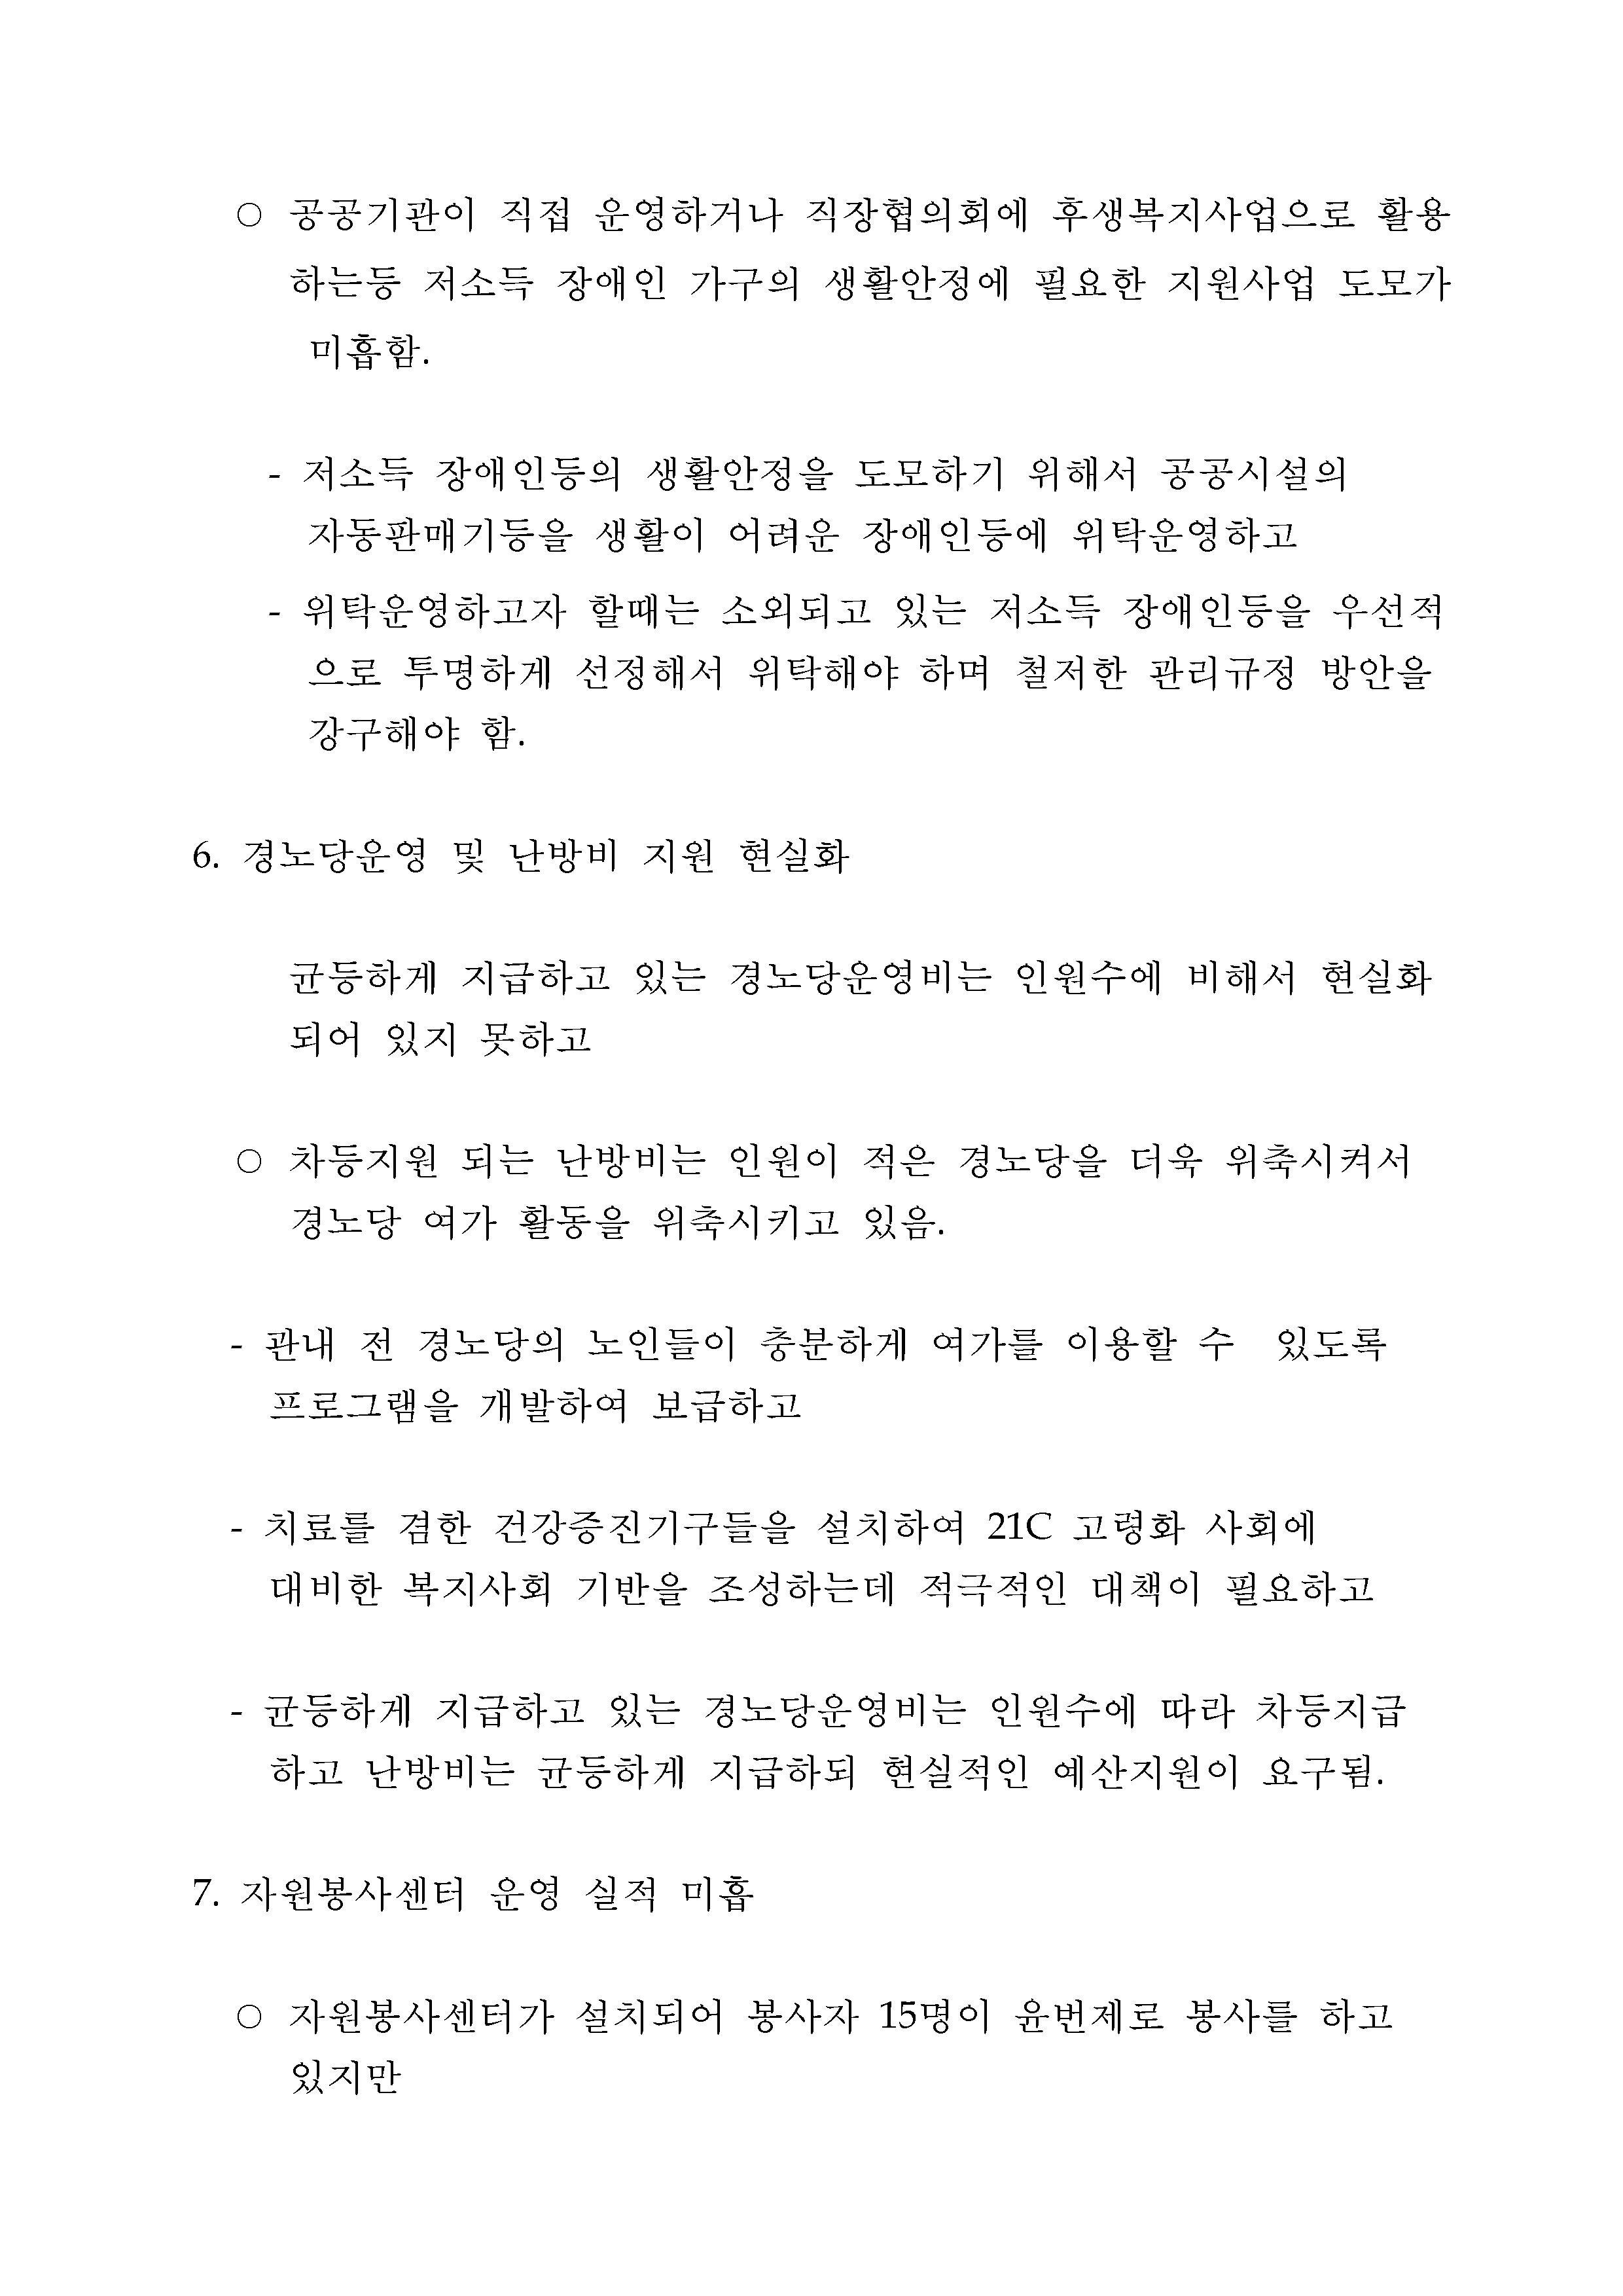 ○ 공공기관이 직접 운영하거나 직장협의회에 후생복지사업으로 활용
하는등 저소득 장애인 가구의 생활안정에 필요한 지원사업 도모가
미흡함.
- 저소득 장애인등의 생활안정을 도모하기 위해서 공공시설의
자동판매기등을 생활이 어려운 장애인등에 위탁운영하고
- 위탁운영하고자 할때는 소외되고 있는 저소득 장애인등을 우선적
으로 투명하게 선정해서 위탁해야 하며 철저한 관리규정 방안을
강구해야 함.
6. 경노당운영 및 난방비 지원 현실화
균등하게 지급하고 있는 경노당운영비는 인원수에 비해서 현실화
되어 있지 못하고
○ 차등지원 되는 난방비는 인원이 적은 경노당을 더욱 위축시켜서
경노당 여가 활동을 위축시키고 있음.
- 관내 전 경노당의 노인들이 충분하게 여가를 이용할 수 있도록
프로그램을 개발하여 보급하고
- 치료를 겸한 건강증진기구들을 설치하여 21C 고령화 사회에
대비한 복지사회 기반을 조성하는데 적극적인 대책이 필요하고
- 균등하게 지급하고 있는 경노당운영비는 인원수에 따라 차등지급
하고 난방비는 균등하게 지급하되 현실적인 예산지원이 요구됨.
7. 자원봉사센터 운영 실적 미흡
○ 자원봉사센터가 설치되어 봉사자 15명이 윤번제로 봉사를 하고
있지만